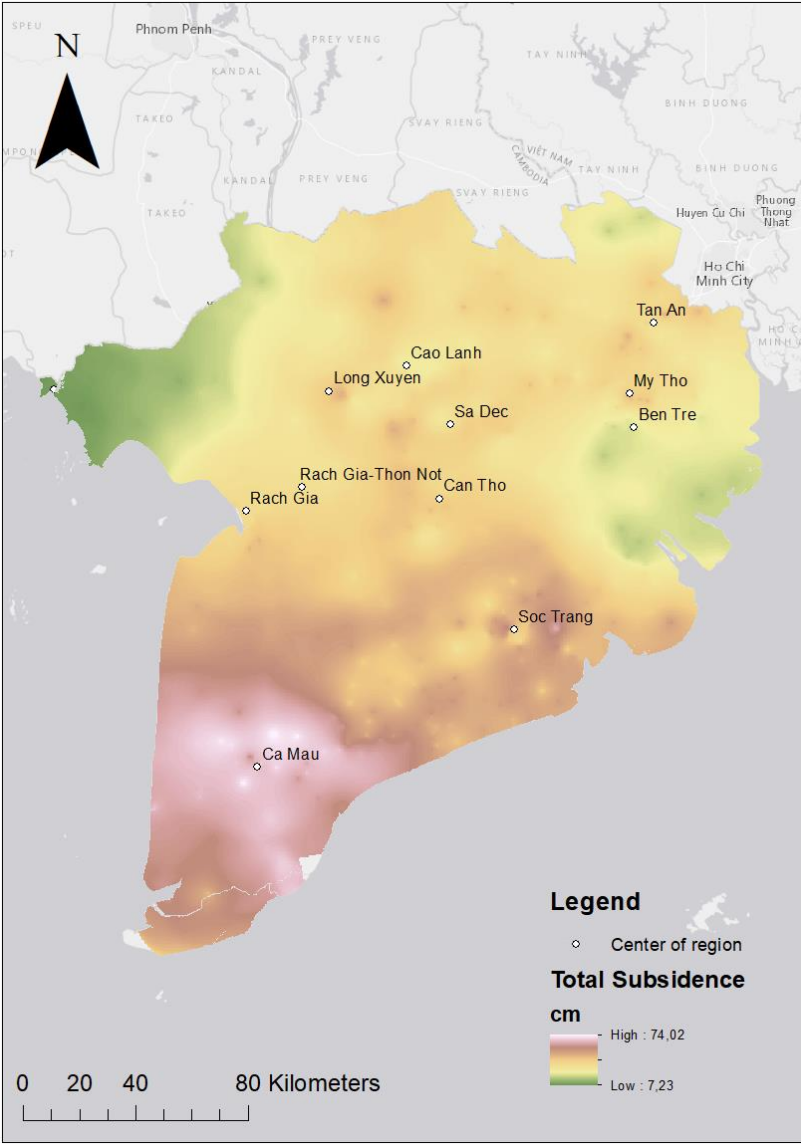 SPEU
Phnom Penh
PREY VENG
N
KANDAL
TAY NINH
BINH DUONG
TAKEO
SVAY RIENG
VIỆT NAM
CAMBODIA
TAY NINH
BINH DUONG
KANDAL
PREY VENG
SVAY RIENG
TAKEO
Huyen Cu Chi
Phuong
Thong
Nhat
Ho Chi
Minh City
Tan An
Cao Lanh
Long Xuyen
My Tho
Sa Dec
Ben Tre
Rach Gia-Thon Not
Can Tho
Rach Gia
Soc Trang
Ca Mau
Legend
Center of region
Total Subsidence
cm
High : 74,02
Low : 7,23
0 20 40 80 Kilometers